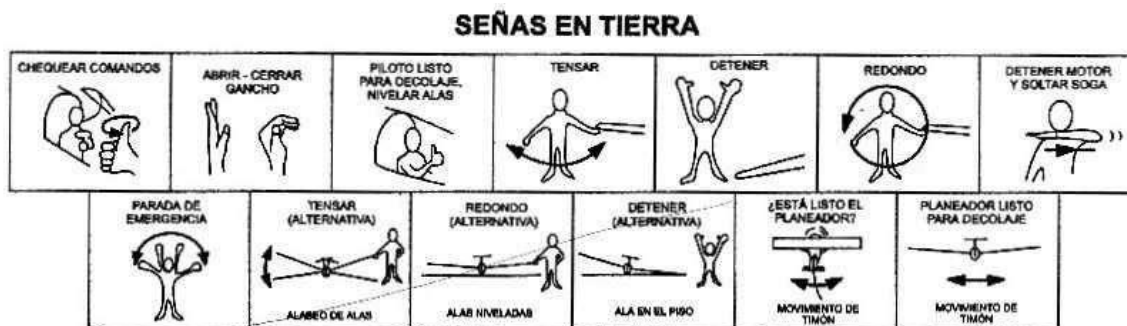 SEÑAS EN TIERRA
CHEQUEAR COMANDOS
ABRIR - CERRAR
GANCHO
PILOTO LISTO
PARA DECOLAJE,
NIVELAR ALAS
TENSAR
DETENER
REDONDO
DETENER MOTOR
Y SOLTAR SOGA
PARADA DE
EMERGENCIA
TENSAR
(ALTERNATIVA)
ALABEO DE ALAS
REDONDO
(ALTERNATIVA)
ALAS NIVELADAS
DETENER
(ALTERNATIVA)
ALA EN EL PISO
¿ESTÁ LISTO EL
PLANEADOR?
MOVIMIENTO DE
TIMÓN
PLANEADOR LISTO
PARA DECOLAJE
MOVIMIENTO DE
TIMÓN